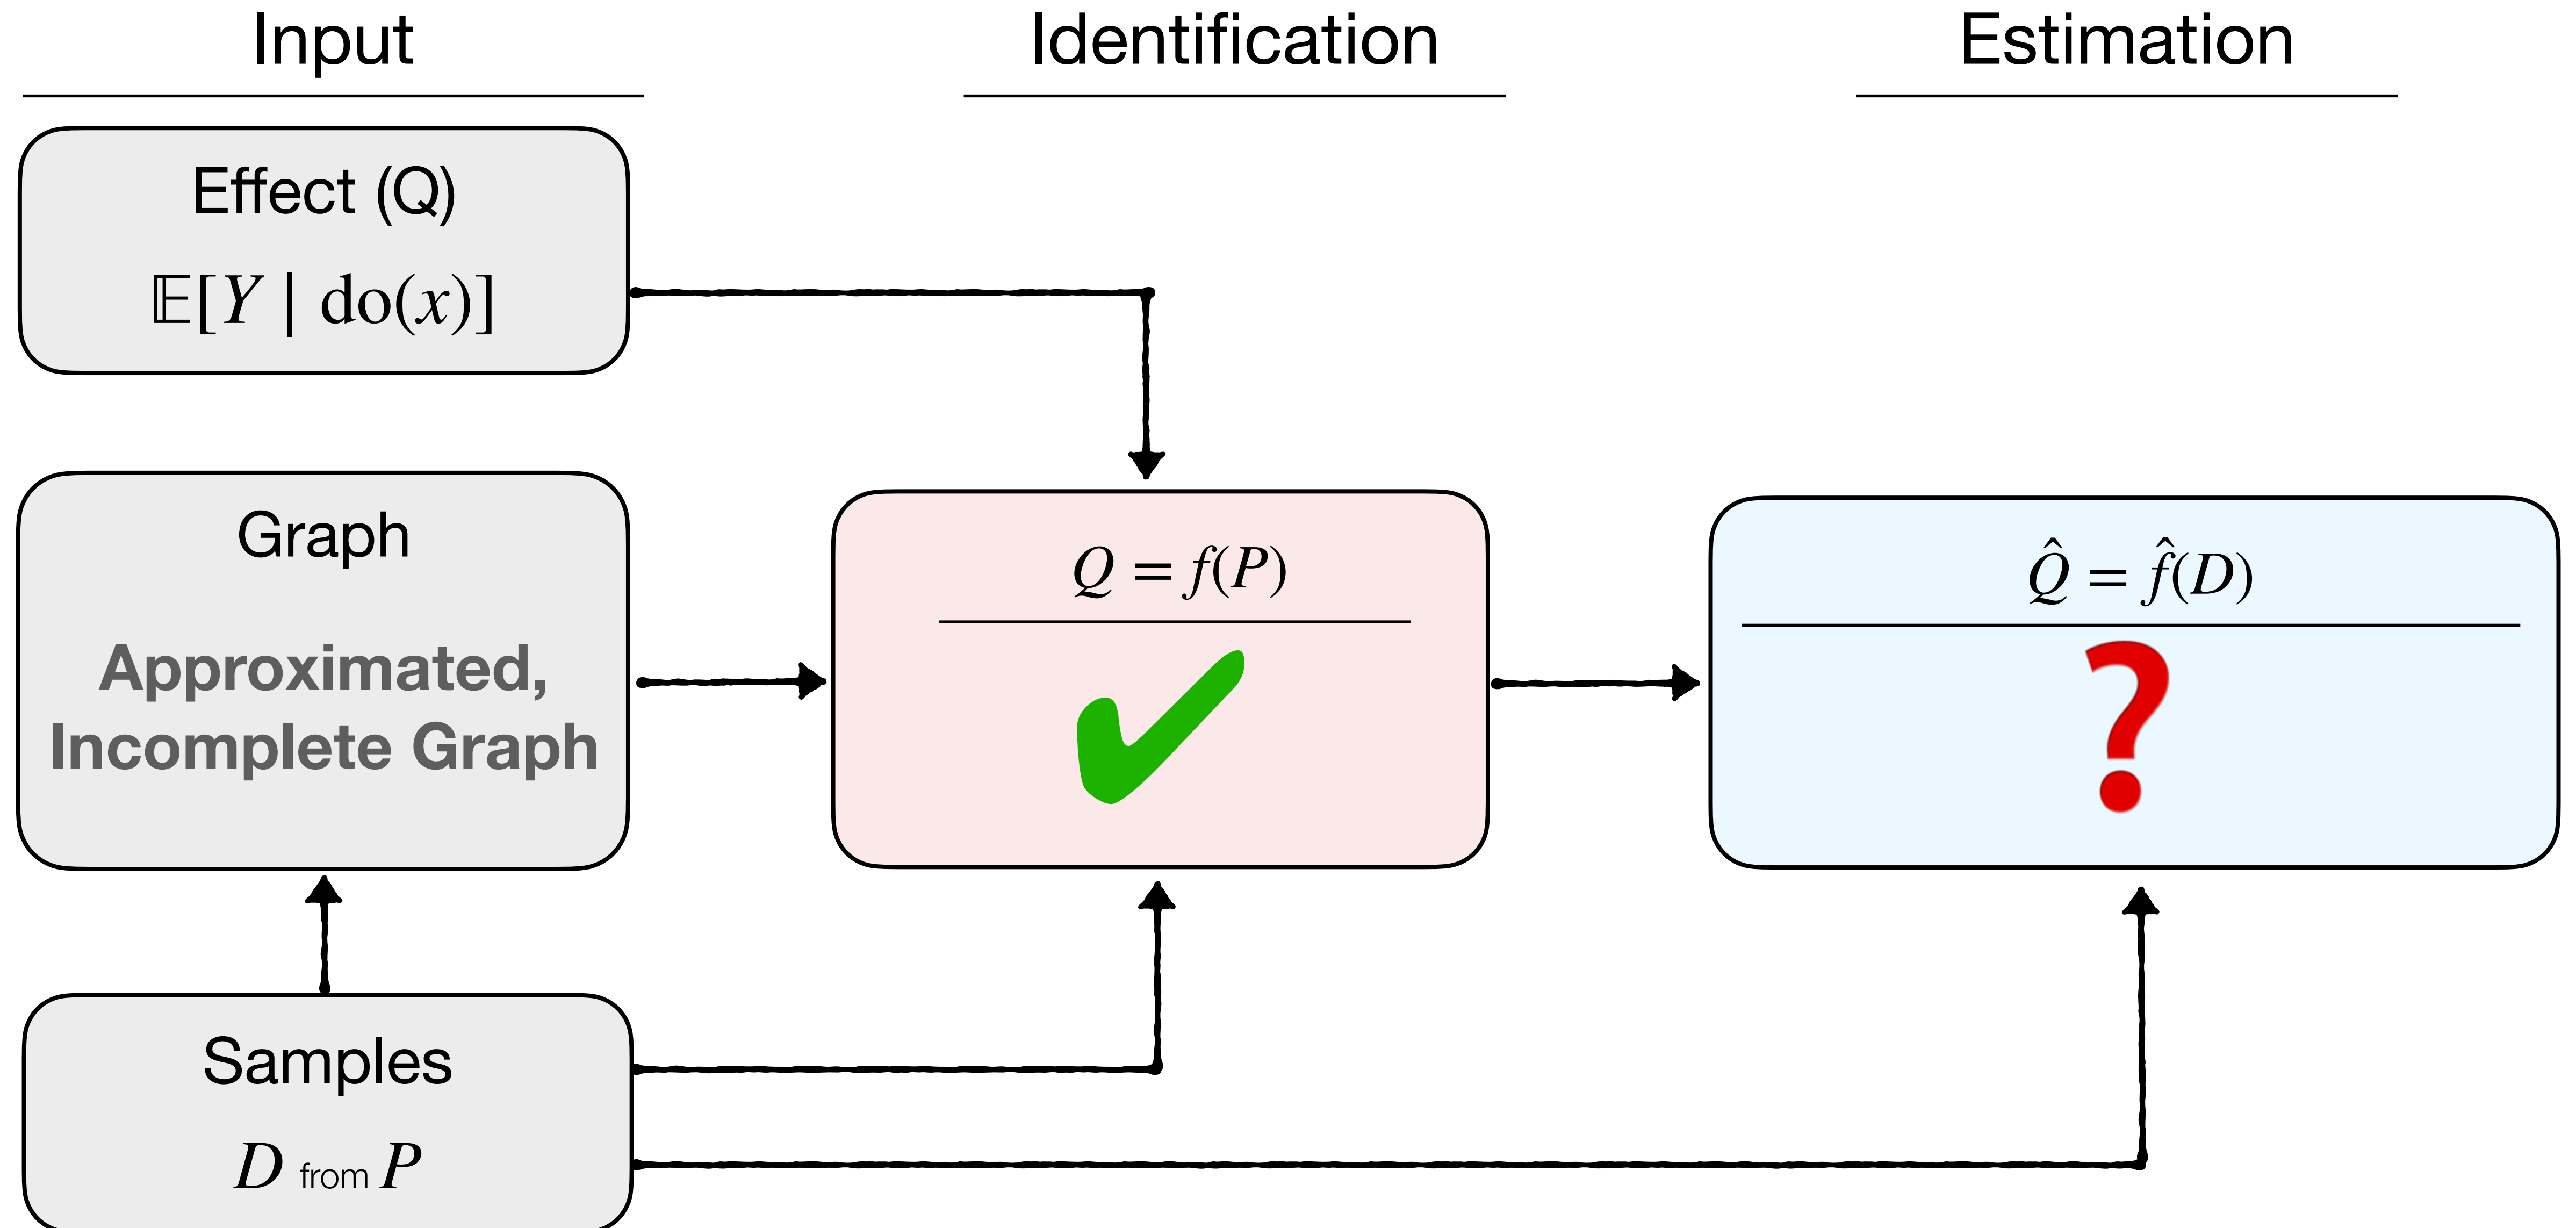 Input
Identification
Estimation
Effect (Q)
𝔼[Y | do(x)]
Graph
Approximated,
Incomplete Graph
Q = f(P)
✔
Q̂ = f̂(D)
?
Samples
D from P